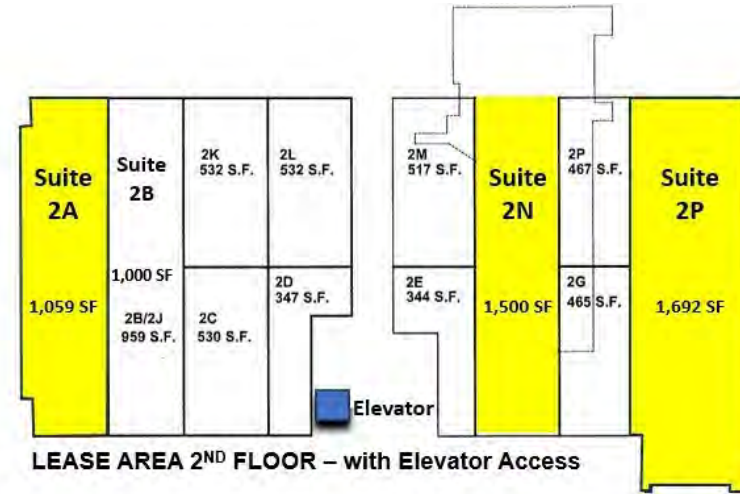 Suite
2A
1,059 SF
Suite
2B
1,000 SF
2B/2J
959 S.F.
2K
532 S.F.
2L
532 S.F.
2C
530 S.F.
2D
347 S.F.
Elevator
2M
517 S.F.
2E
344 S.F.
Suite
2N
1,500 SF
2P
467 S.F.
2G
465 S.F.
Suite
2P
1,692 SF
LEASE AREA 2ND FLOOR – with Elevator Access